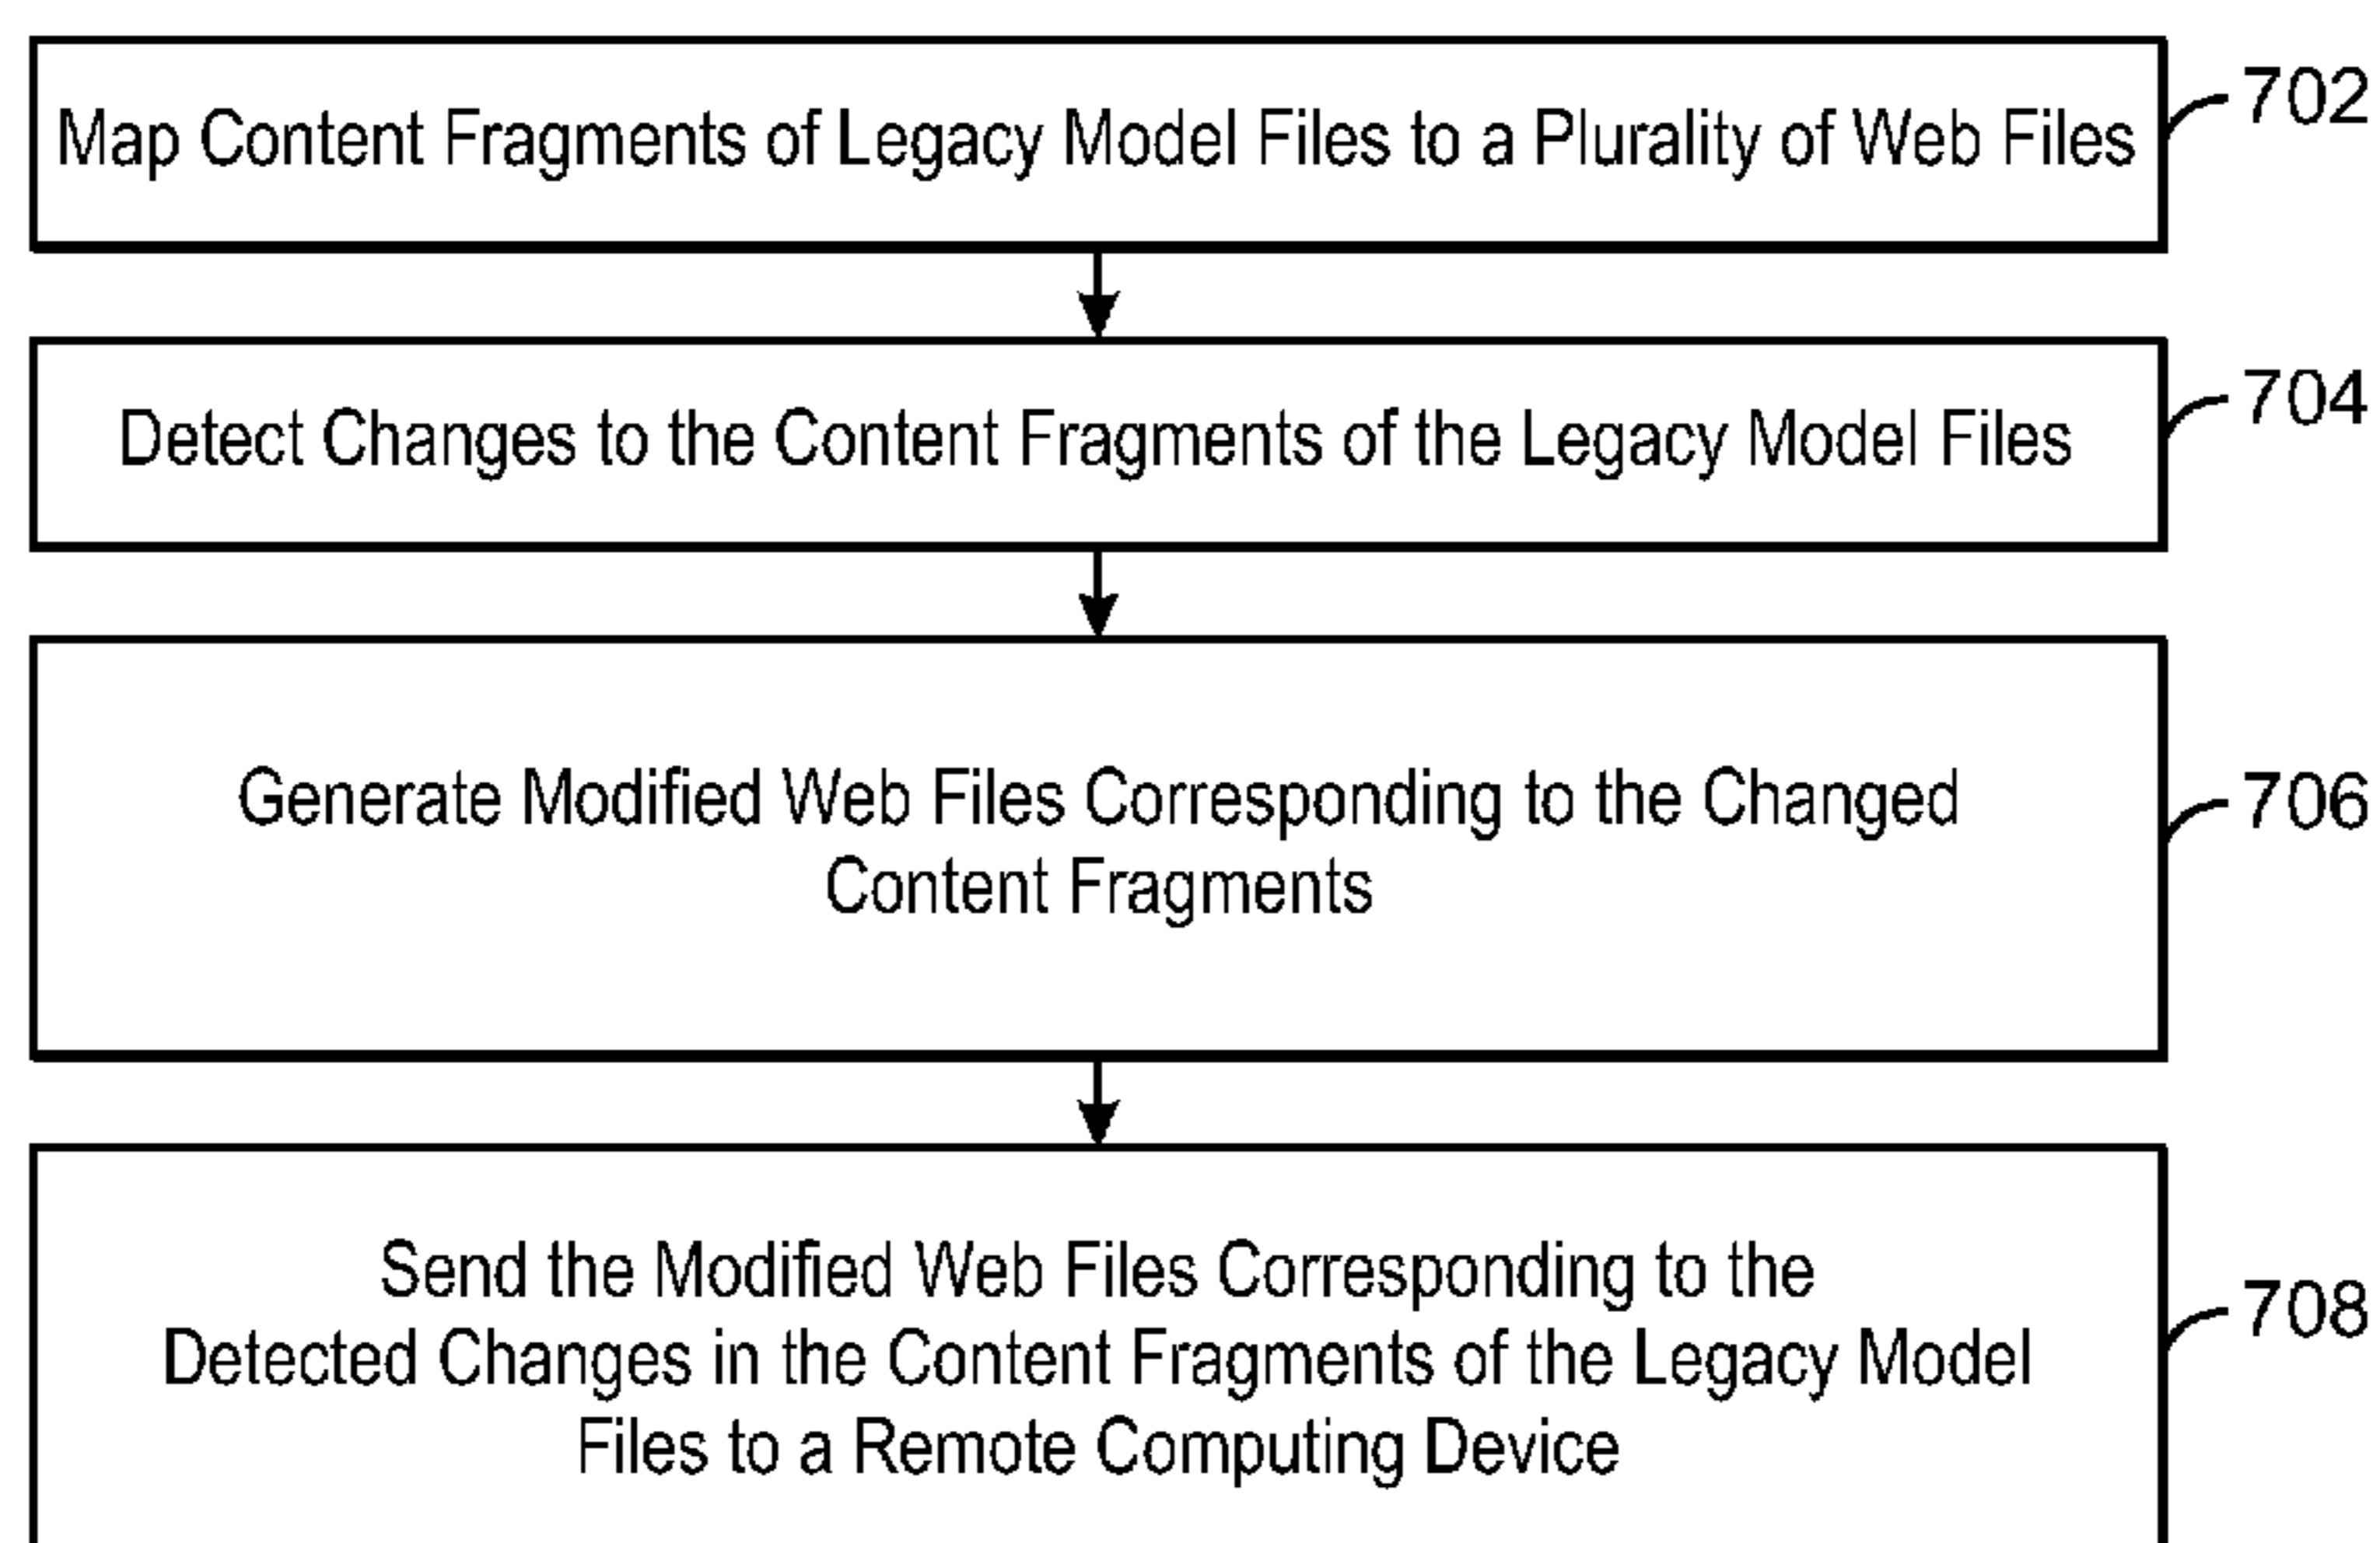 Map Content Fragments of Legacy Model Files to a Plurality of Web Files
702
Detect Changes to the Content Fragments of the Legacy Model Files
704
Generate Modified Web Files Corresponding to the Changed
Content Fragments
706
Send the Modified Web Files Corresponding to the
Detected Changes in the Content Fragments of the Legacy Model
Files to a Remote Computing Device
708